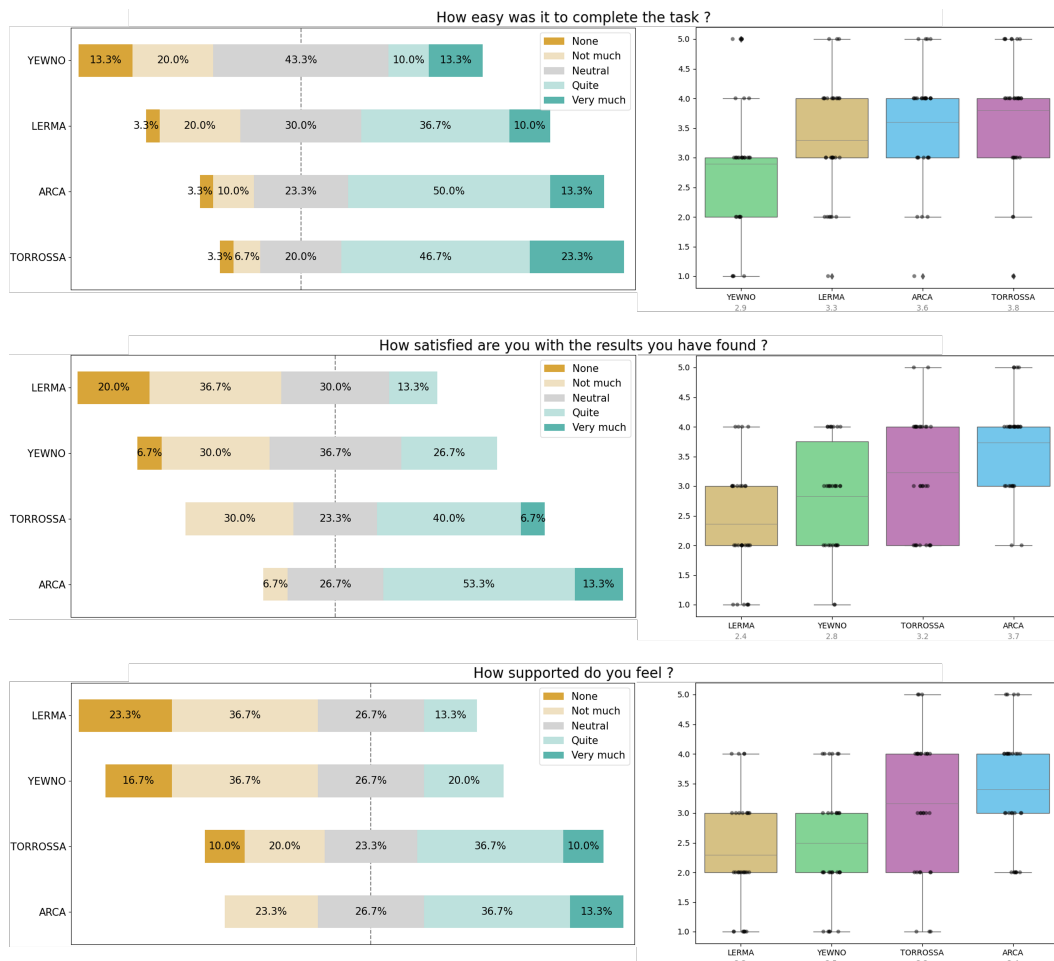 How easy was it to complete the task ?
None
Not much
Neutral
Quite
Very much
YEWNO
13.3% 20.0% 43.3% 10.0% 13.3%
LERMA
3.3% 20.0% 30.0% 36.7% 10.0%
ARCA
3.3% 10.0% 23.3% 50.0% 13.3%
TORROSSA
3.3% 6.7% 20.0% 46.7% 23.3%
5.0
4.5
4.0
3.5
3.0
2.5
2.0
1.5
1.0
YEWNO LERMA ARCA TORROSSA
2.9 3.3 3.6 3.8
How satisfied are you with the results you have found ?
None
Not much
Neutral
Quite
Very much
LERMA
20.0% 36.7% 30.0% 13.3%
YEWNO
6.7% 30.0% 36.7% 26.7%
TORROSSA
30.0% 23.3% 40.0% 6.7%
ARCA
6.7% 26.7% 53.3% 13.3%
5.0
4.5
4.0
3.5
3.0
2.5
2.0
1.5
1.0
LERMA YEWNO TORROSSA ARCA
2.4 2.8 3.2 3.7
How supported do you feel ?
None
Not much
Neutral
Quite
Very much
LERMA
23.3% 36.7% 26.7% 13.3%
YEWNO
16.7% 36.7% 26.7% 20.0%
TORROSSA
10.0% 20.0% 23.3% 36.7% 10.0%
ARCA
23.3% 26.7% 36.7% 13.3%
5.0
4.5
4.0
3.5
3.0
2.5
2.0
1.5
1.0
LERMA YEWNO TORROSSA ARCA